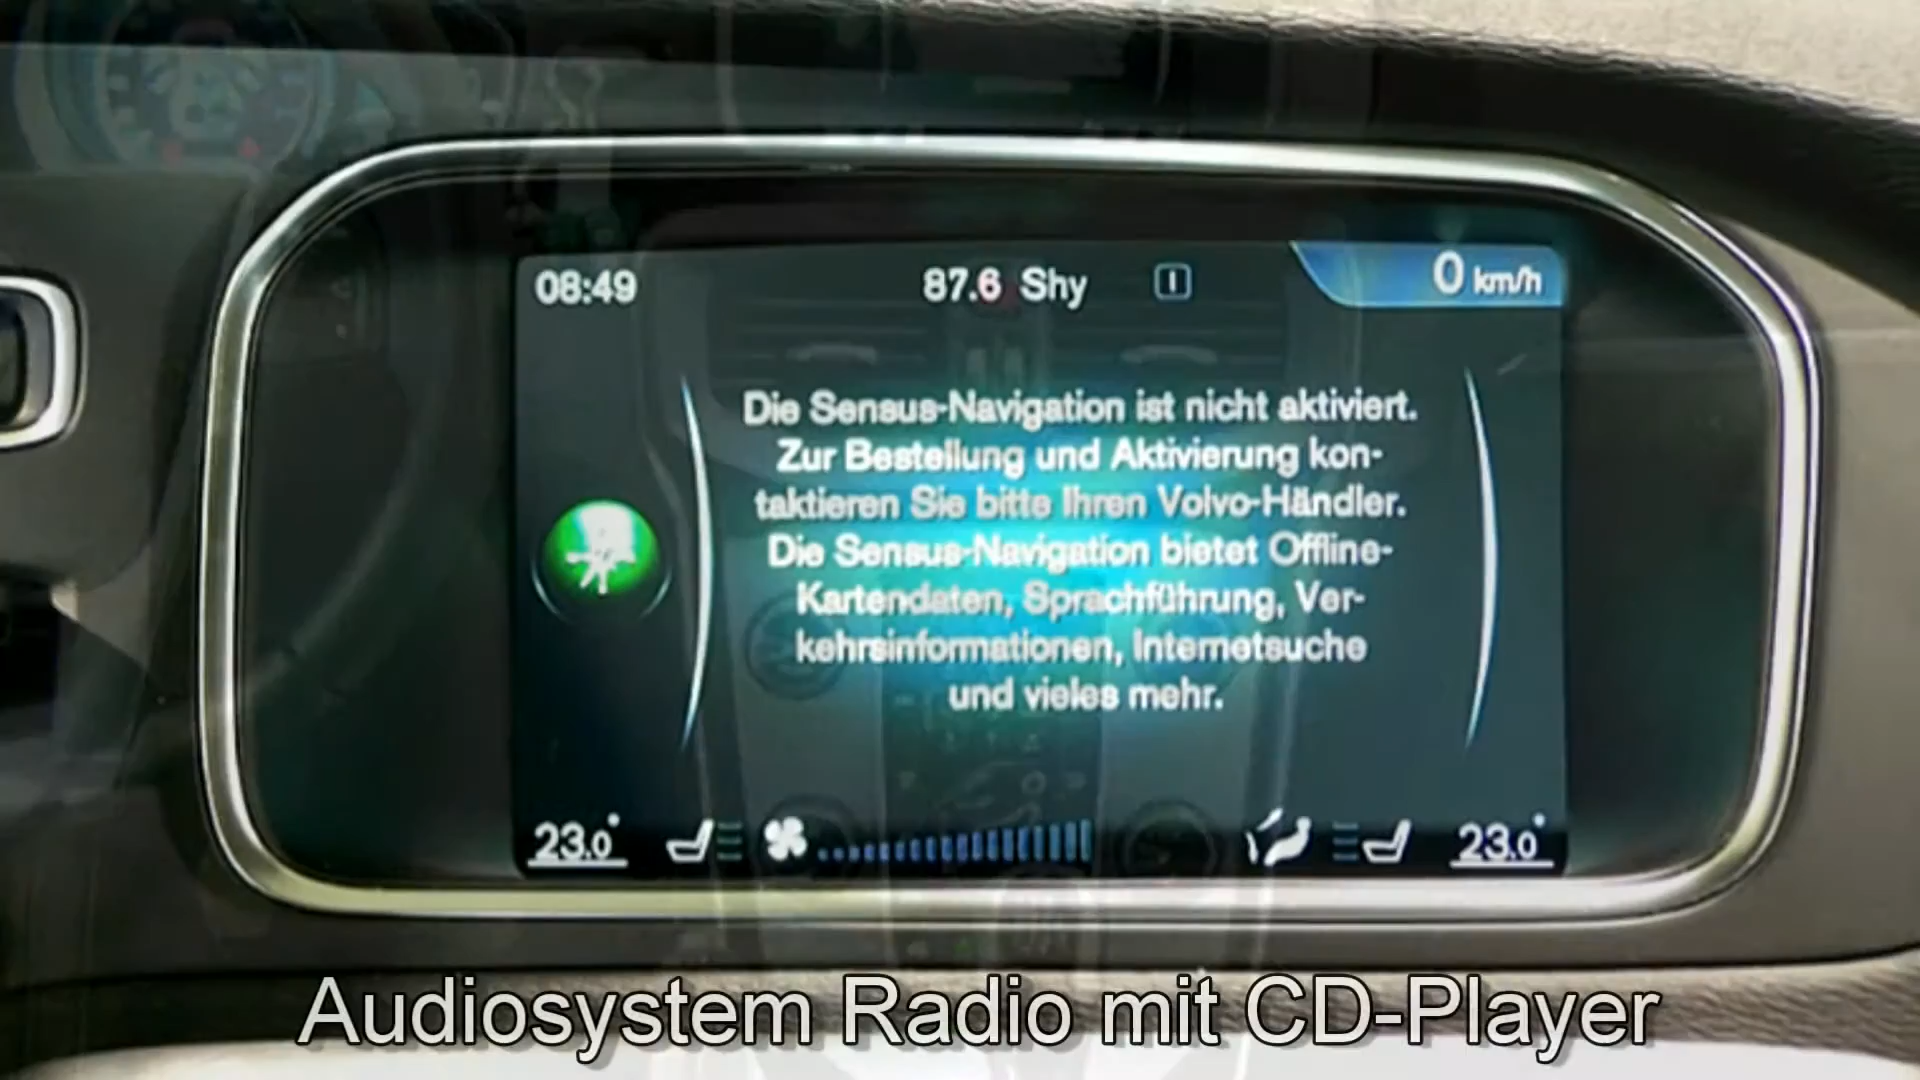 08:49 87.6 Shy I 0 km/h
Die Sensus-Navigation ist nicht aktiviert.
Zur Bestellung und Aktivierung kon-
taktieren Sie bitte Ihren Volvo-Händler.
Die Sensus-Navigation bietet Offline-
Kartendaten, Sprachführung, Ver-
kehrsinformationen, Internetsuche
und vieles mehr.
23.0° 23.0°
Audiosystem Radio mit CD-Player